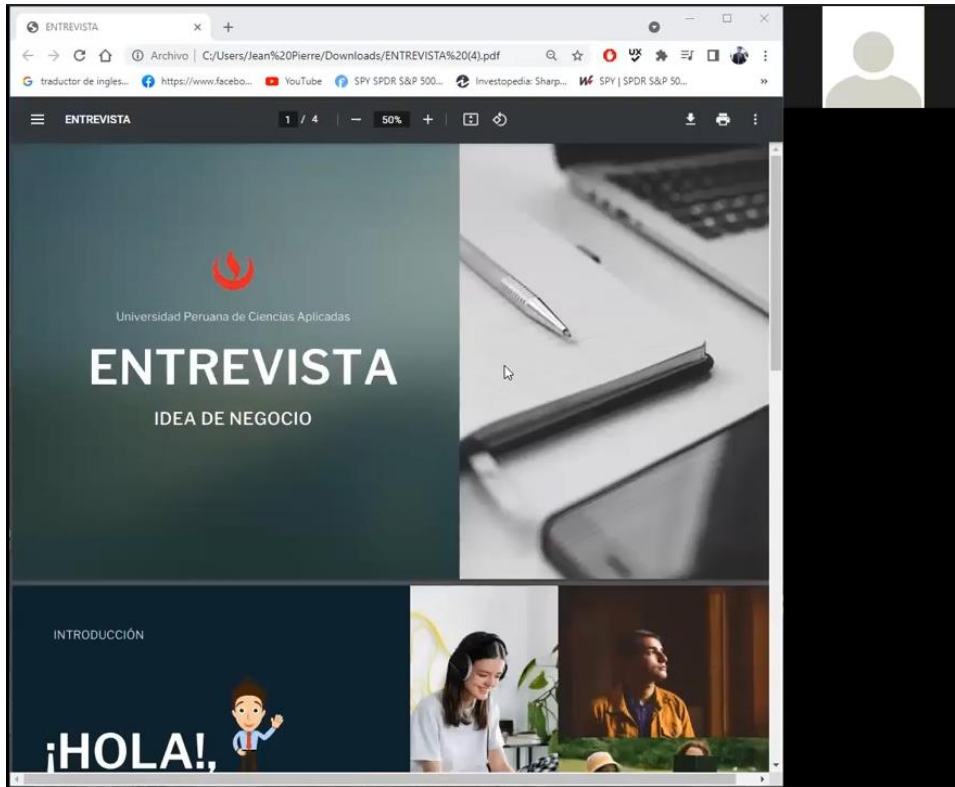 ENTREVISTA
Archivo | C:/Users/Jean%20Pierre/Downloads/ENTREVISTA%20(4).pdf
UX
traductor de ingles... https://www.facebo... YouTube SPY SPDR S&P 500... Investopedia: Sharp... SPY | SPDR S&P 50... »
ENTREVISTA 1 / 4 50%
Universidad Peruana de Ciencias Aplicadas
ENTREVISTA
IDEA DE NEGOCIO
INTRODUCCIÓN
¡HOLA!,